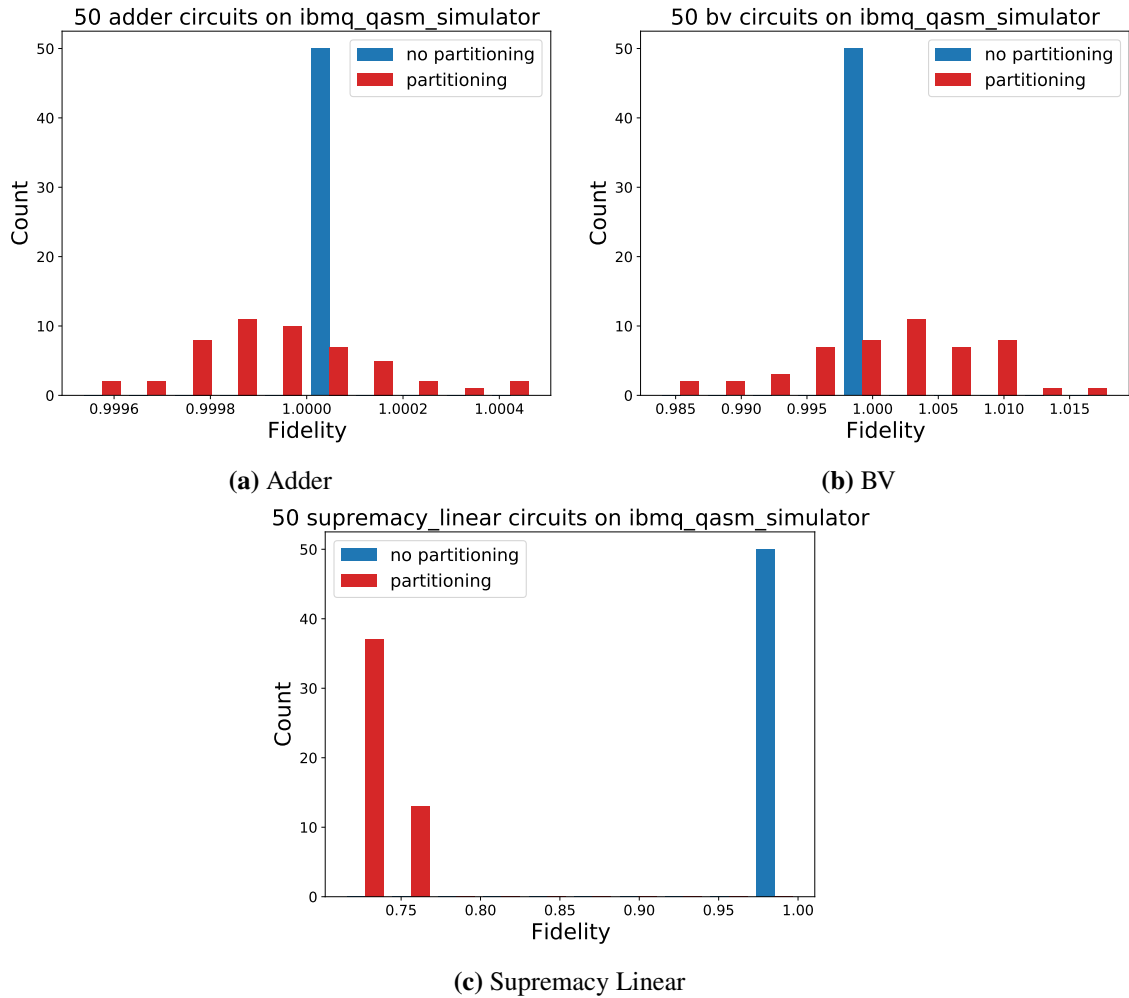 50 adder circuits on ibmq_qasm_simulator
no partitioning
partitioning
Count
50
40
30
20
10
0
0.9996
0.9998
1.0000
1.0002
1.0004
Fidelity
(a) Adder
50 bv circuits on ibmq_qasm_simulator
no partitioning
partitioning
Count
50
40
30
20
10
0
0.985
0.990
0.995
1.000
1.005
1.010
1.015
Fidelity
(b) BV
50 supremacy_linear circuits on ibmq_qasm_simulator
no partitioning
partitioning
Count
50
40
30
20
10
0
0.75
0.80
0.85
0.90
0.95
1.00
Fidelity
(c) Supremacy Linear